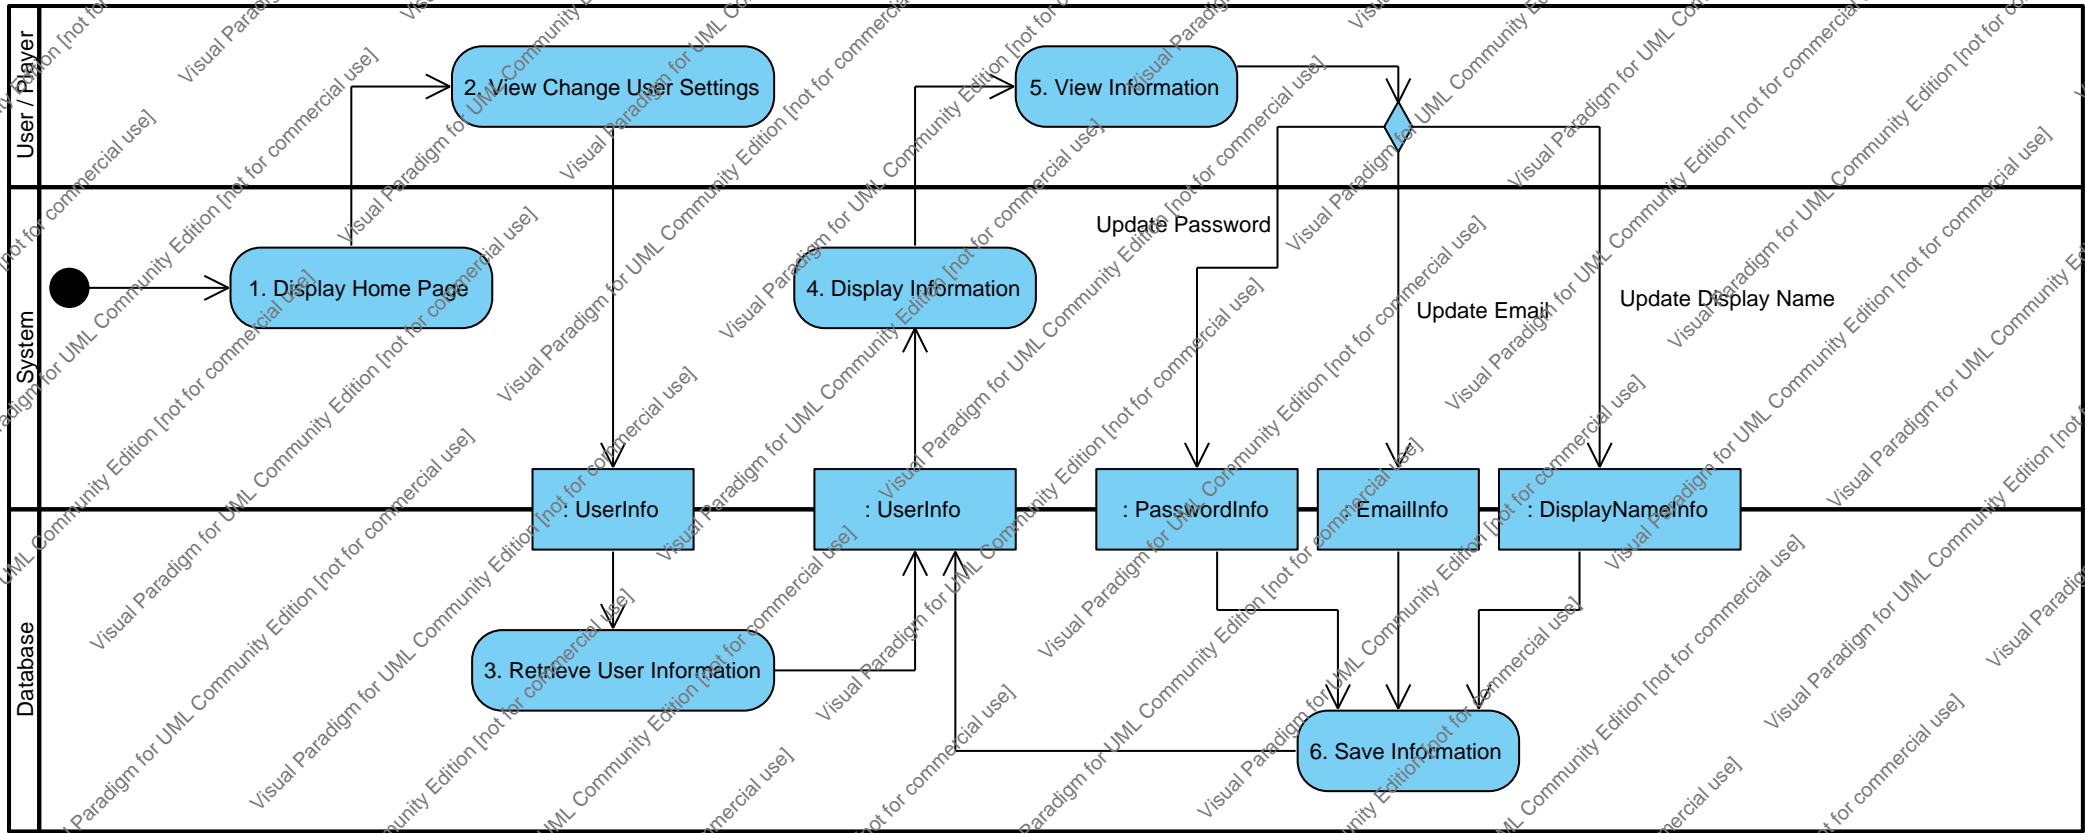 User / Player
2. View Change User Settings
5. View Information
System
Update Password
1. Display Home Page
4. Display Information
Update Email
Update Display Name
: UserInfo
: UserInfo
: PasswordInfo
: EmailInfo
: DisplayNameInfo
Database
3. Retrieve User Information
6. Save Information
Visual Paradigm for UML Community Edition [not for commercial use]